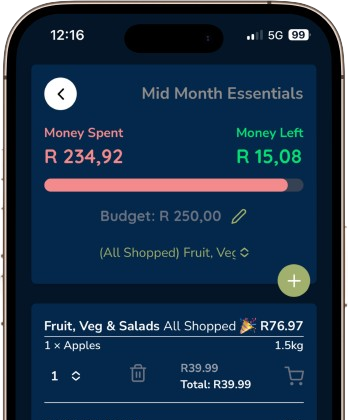 12:16 5G 99
Mid Month Essentials
Money Spent Money Left
R 234,92 R 15,08
Budget: R 250,00
(All Shopped) Fruit, Veg
Fruit, Veg & Salads All Shopped 🎉 R76.97
1 × Apples 1.5kg
R39.99
1 Total: R39.99